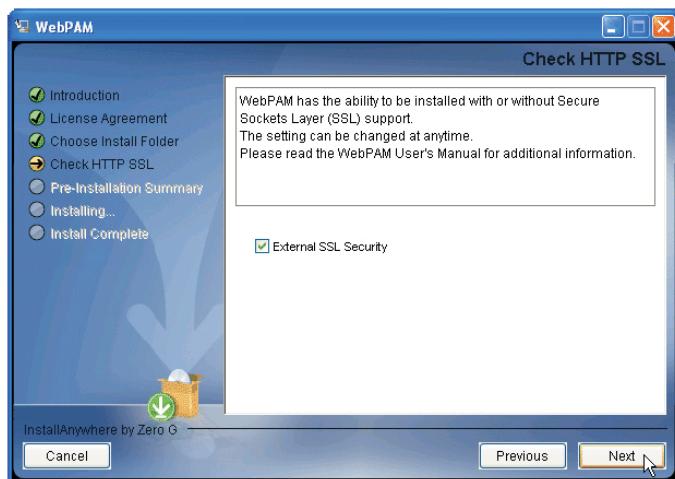 WebPAM
Check HTTP SSL
Introduction
License Agreement
Choose Install Folder
Check HTTP SSL
Pre-Installation Summary
Installing...
Install Complete
WebPAM has the ability to be installed with or without Secure
Sockets Layer (SSL) support.
The setting can be changed at anytime.
Please read the WebPAM User's Manual for additional information.
External SSL Security
InstallAnywhere by Zero G
Cancel
Previous
Next